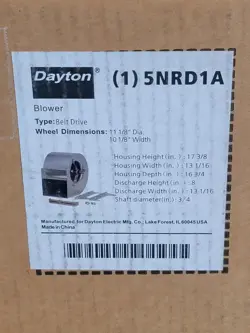 Dayton® (1) 5NRD1A
Blower
Type: Belt Drive
Wheel Dimensions: 11 1/8" Dia.
10 1/8" Width
Housing Height (in.): 17 3/8
Housing Width (in.): 13 1/16
Housing Depth (in.): 16 3/4
Discharge Height (in.): 8
Discharge Width (in.): 13-1/16
Shaft diameter(in.): 3/4
Manufactured for Dayton Electric Mfg. Co.; Lake Forest, IL 60045 USA
Made in China